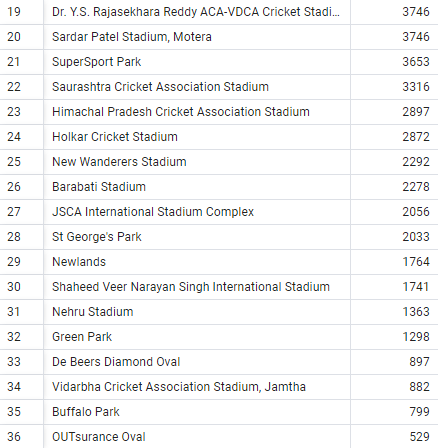 19 Dr. Y.S. Rajasekhara Reddy ACA-VDCA Cricket Stadi... 3746
20 Sardar Patel Stadium, Motera 3746
21 SuperSport Park 3653
22 Saurashtra Cricket Association Stadium 3316
23 Himachal Pradesh Cricket Association Stadium 2897
24 Holkar Cricket Stadium 2872
25 New Wanderers Stadium 2292
26 Barabati Stadium 2278
27 JSCA International Stadium Complex 2056
28 St George's Park 2033
29 Newlands 1764
30 Shaheed Veer Narayan Singh International Stadium 1741
31 Nehru Stadium 1363
32 Green Park 1298
33 De Beers Diamond Oval 897
34 Vidarbha Cricket Association Stadium, Jamtha 882
35 Buffalo Park 799
36 OUTsurance Oval 529